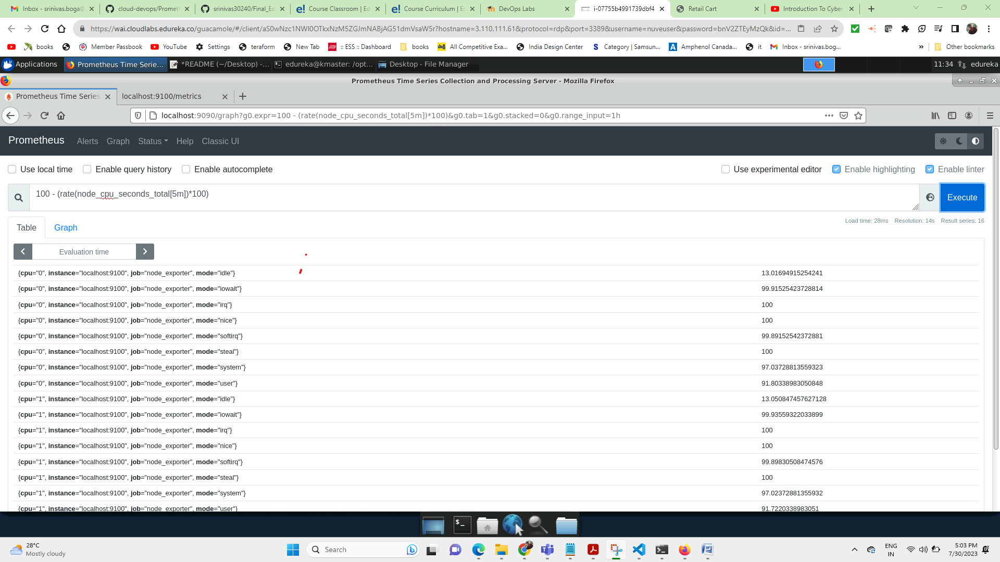 Inbox - srinivas.boga@
cloud-devops/Promet
srinivas30240/Final_Ed
Course Classroom | Ed
Course Curriculum | Ed
DevOps Labs
i-07755b4991739dbf4
Retail Cart
Introduction To Cyber
https://wai.cloudlabs.edureka.co/guacamole/#/client/aS0wNzc1NWI0OTkxNzM5ZGJmNABjAG51dmVsaW5r?hostname=3.110.111.61&protocol=rdp&port=3389&username=nuveuser&password=bnV2ZTEyMzQk&id=...
books
Member Passbook
YouTube
Settings
teraform
New Tab
:: ESS :: Dashboard
books
All Competitive Exa...
India Design Center
Category | Samsun...
Amphenol Canada...
it
Inbox - srinivas.bog...
»
Other bookmarks
Applications
Prometheus Time Serie...
*README (~/Desktop) -...
edureka@kmaster: /opt...
Desktop - File Manager
11:34
edureka
Prometheus Time Series Collection and Processing Server - Mozilla Firefox
Prometheus Time Series
localhost:9100/metrics
localhost:9090/graph?g0.expr=100 - (rate(node_cpu_seconds_total[5m])*100)&g0.tab=1&g0.stacked=0&g0.range_input=1h
Prometheus Alerts Graph Status Help Classic UI
Use local time Enable query history Enable autocomplete Use experimental editor Enable highlighting Enable linter
100 - (rate(node_cpu_seconds_total[5m])*100)
Execute
Table Graph
Load time: 28ms Resolution: 14s Result series: 16
Evaluation time
{cpu="0", instance="localhost:9100", job="node_exporter", mode="idle"} 13.01694915254241
{cpu="0", instance="localhost:9100", job="node_exporter", mode="iowait"} 99.91525423728814
{cpu="0", instance="localhost:9100", job="node_exporter", mode="irq"} 100
{cpu="0", instance="localhost:9100", job="node_exporter", mode="nice"} 100
{cpu="0", instance="localhost:9100", job="node_exporter", mode="softirq"} 99.89152542372881
{cpu="0", instance="localhost:9100", job="node_exporter", mode="steal"} 100
{cpu="0", instance="localhost:9100", job="node_exporter", mode="system"} 97.03728813559323
{cpu="0", instance="localhost:9100", job="node_exporter", mode="user"} 91.80338983050848
{cpu="1", instance="localhost:9100", job="node_exporter", mode="idle"} 13.050847457627128
{cpu="1", instance="localhost:9100", job="node_exporter", mode="iowait"} 99.93559322033899
{cpu="1", instance="localhost:9100", job="node_exporter", mode="irq"} 100
{cpu="1", instance="localhost:9100", job="node_exporter", mode="nice"} 100
{cpu="1", instance="localhost:9100", job="node_exporter", mode="softirq"} 99.89830508474576
{cpu="1", instance="localhost:9100", job="node_exporter", mode="steal"} 100
{cpu="1", instance="localhost:9100", job="node_exporter", mode="system"} 97.02372881355932
{cpu="1", instance="localhost:9100", job="node_exporter", mode="user"} 91.7220338983051
28°C
Mostly cloudy
Search
ENG
IN
5:03 PM
7/30/2023